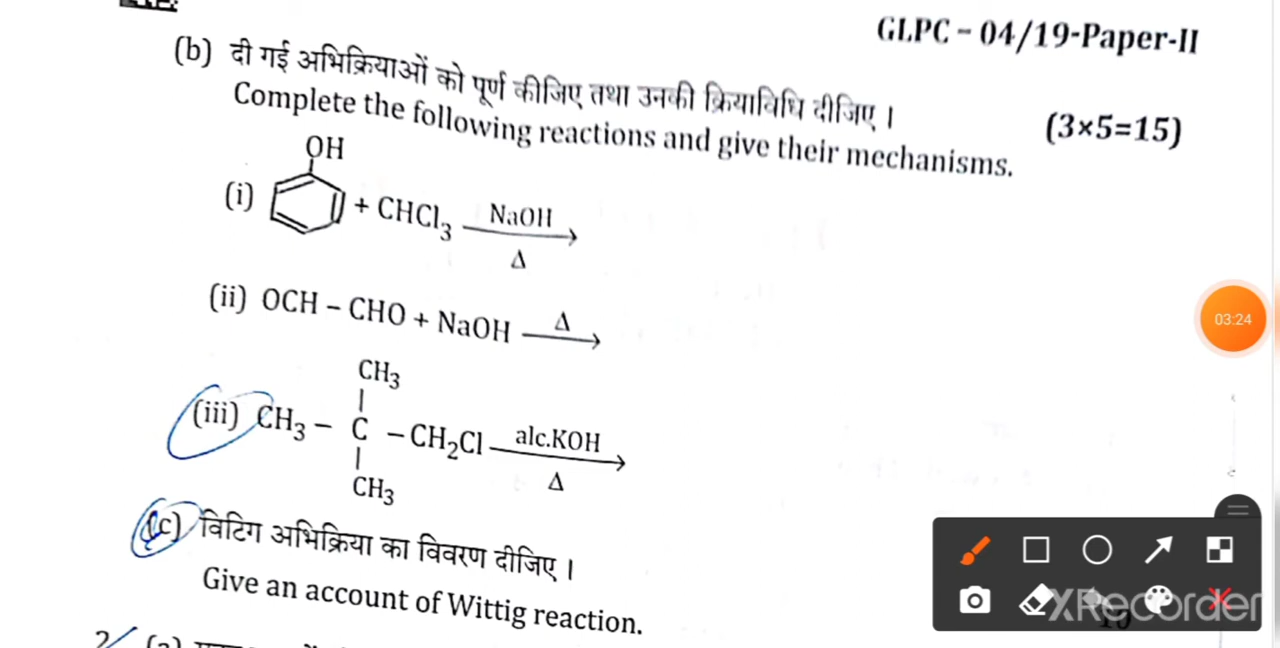 GLPC - 04/19-Paper-II
(b) दी गई अभिक्रियाओं को पूर्ण कीजिए तथा उनकी क्रियाविधि दीजिए ।
Complete the following reactions and give their mechanisms. (3×5=15)
OH
(i) + CHCl3 NaOH
Δ
(ii) OCH – CHO + NaOH Δ
CH3
(iii) CH3 – C – CH2Cl alc.KOH
Δ
CH3
(c) विटिग अभिक्रिया का विवरण दीजिए ।
Give an account of Wittig reaction.
10
2 (a)
03:24
XRecorder